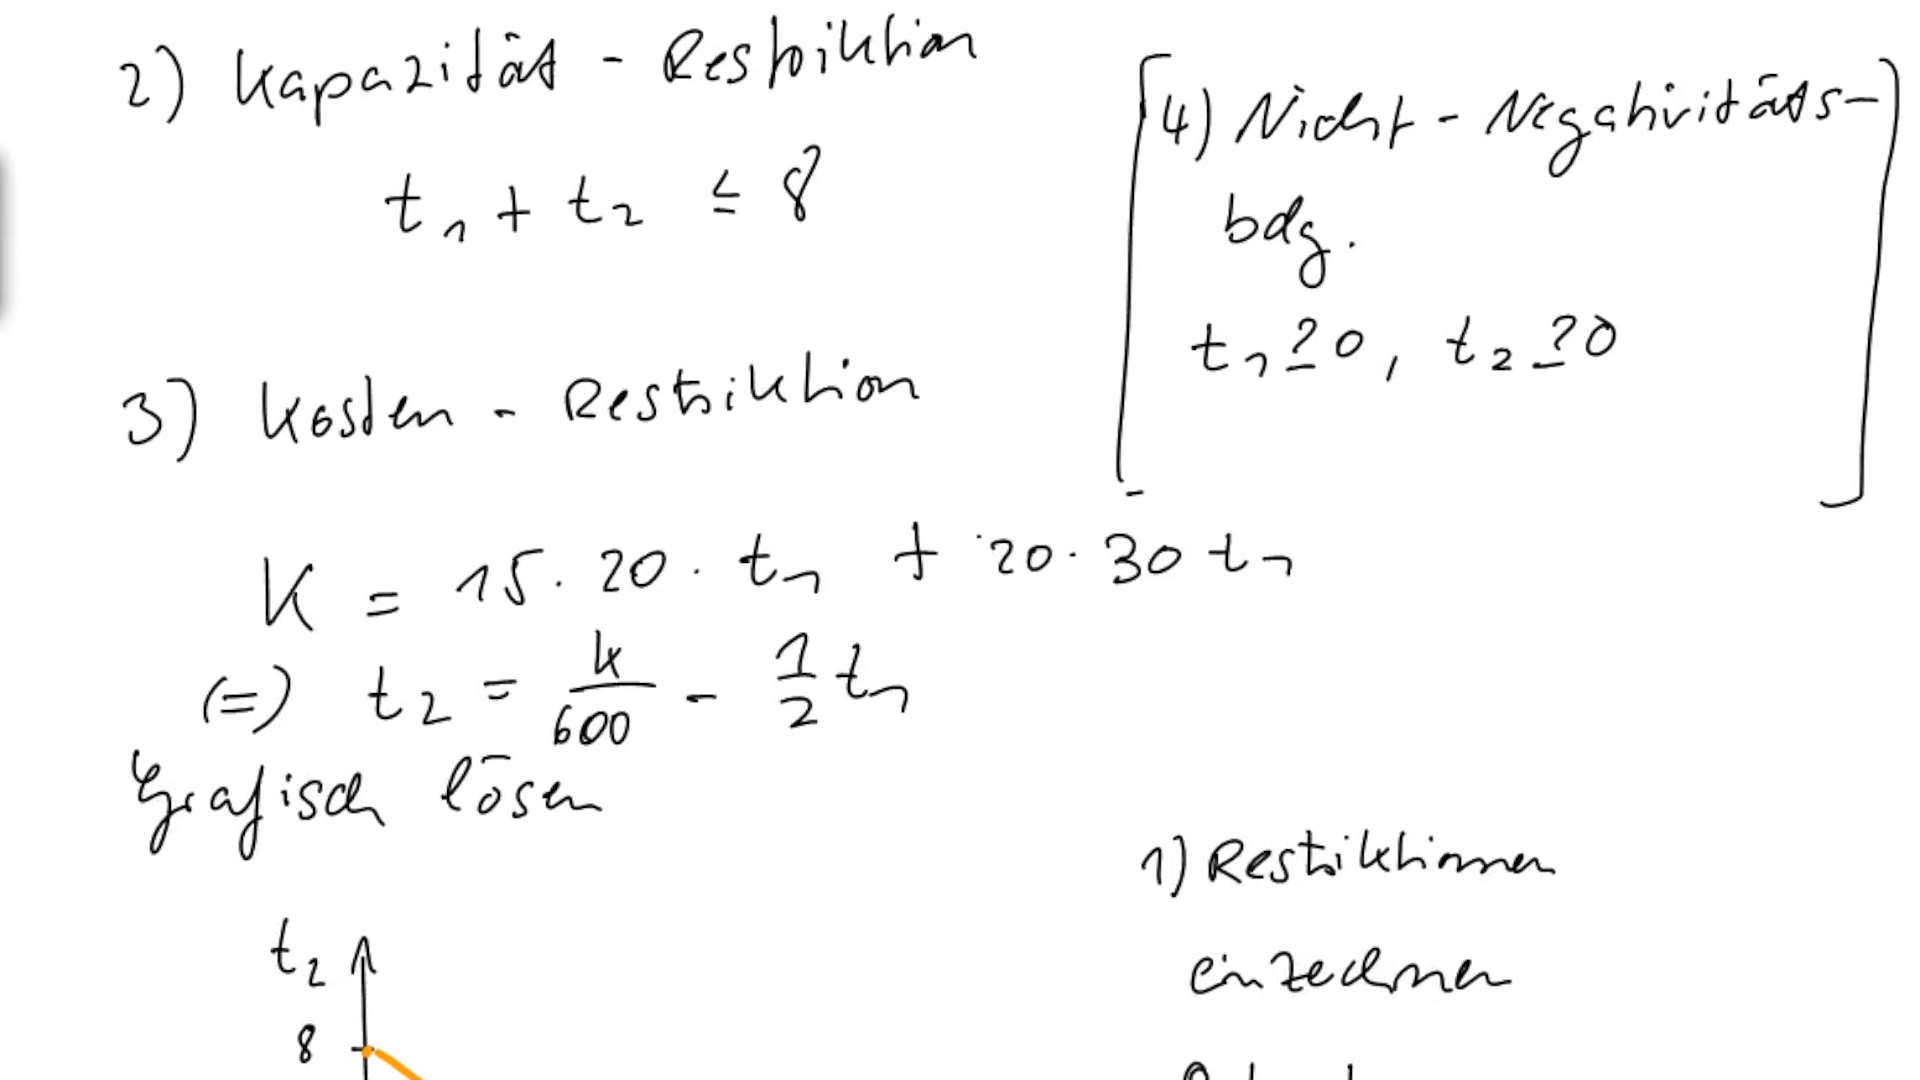 2) Kapazität - Restriktion
t₁ + t₂ ≤ 8
[4) Nicht - Negativitäts-]
bdg.
t₁ ≥ 0, t₂ ≥ 0
3) Kosten - Restriktion
K = 15 · 20 · t₁ + 20 · 30 t₁
(=) t₂ = K/600 - 1/2 t₁
Grafisch lösen
t₂
8
1) Restriktionen
einzeichnen